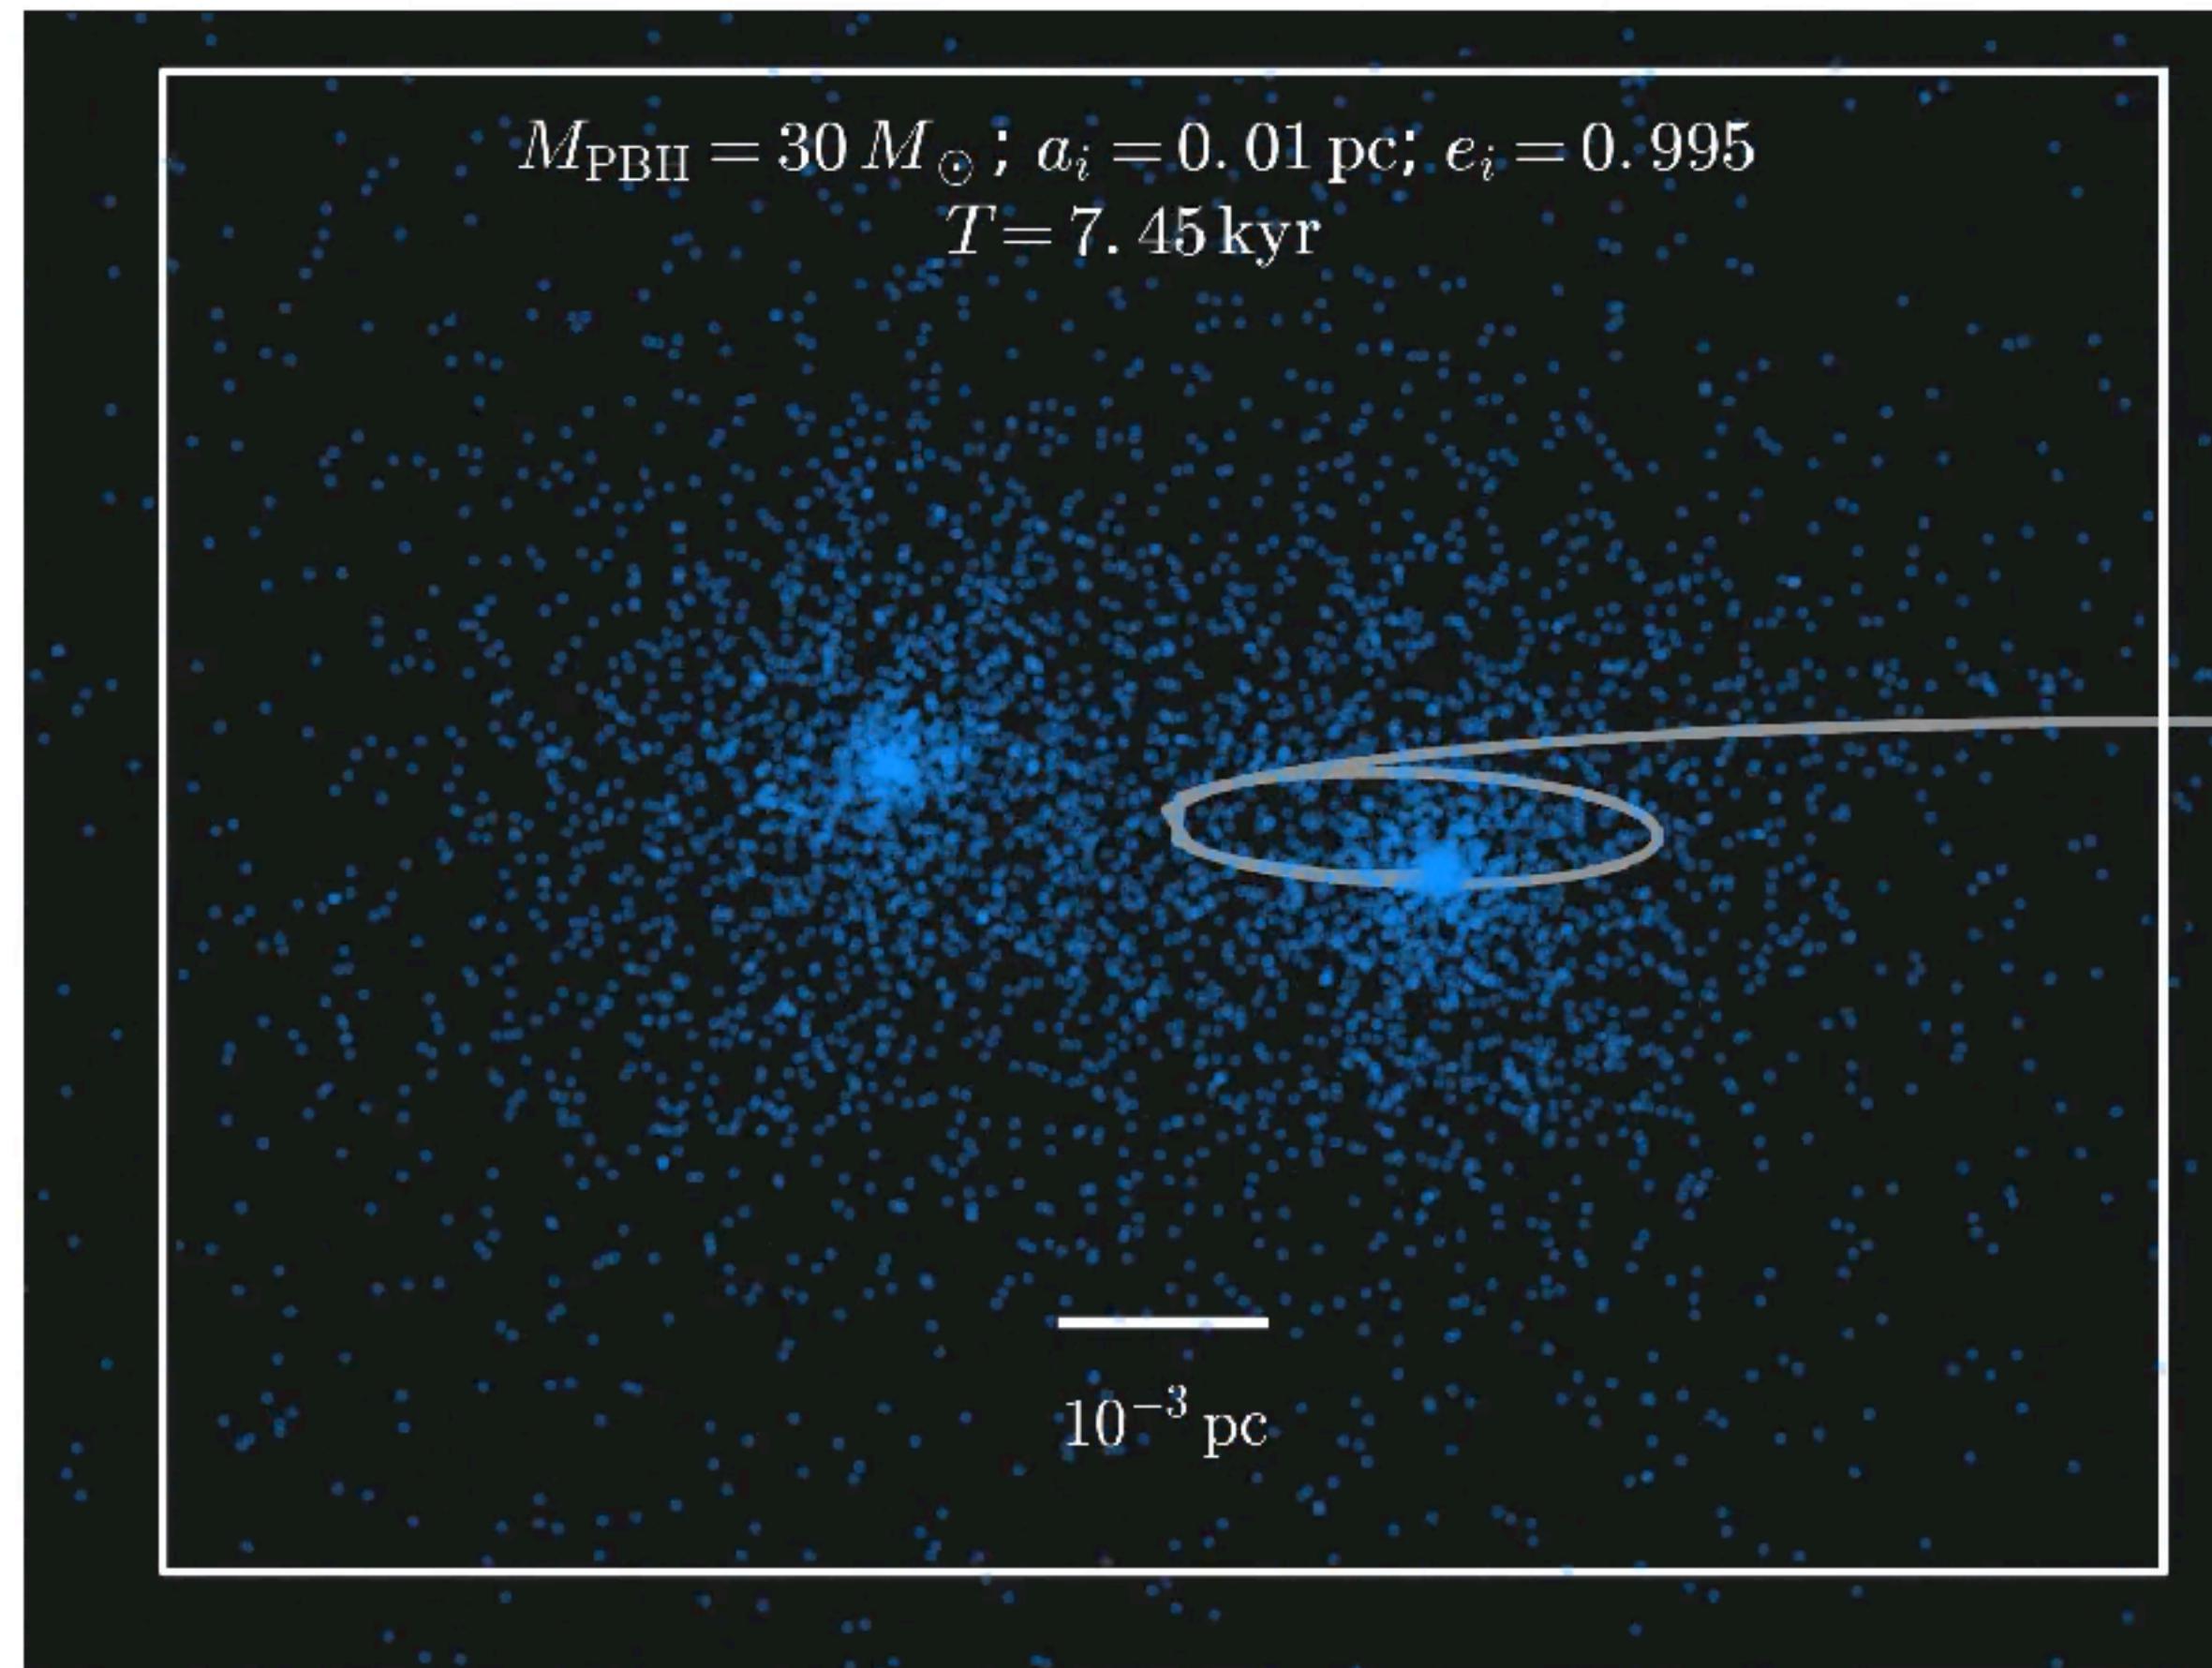 M_PBH = 30 M_⊙ ; a_i = 0.01 pc; e_i = 0.995
T = 7.45 kyr
10^−3 pc